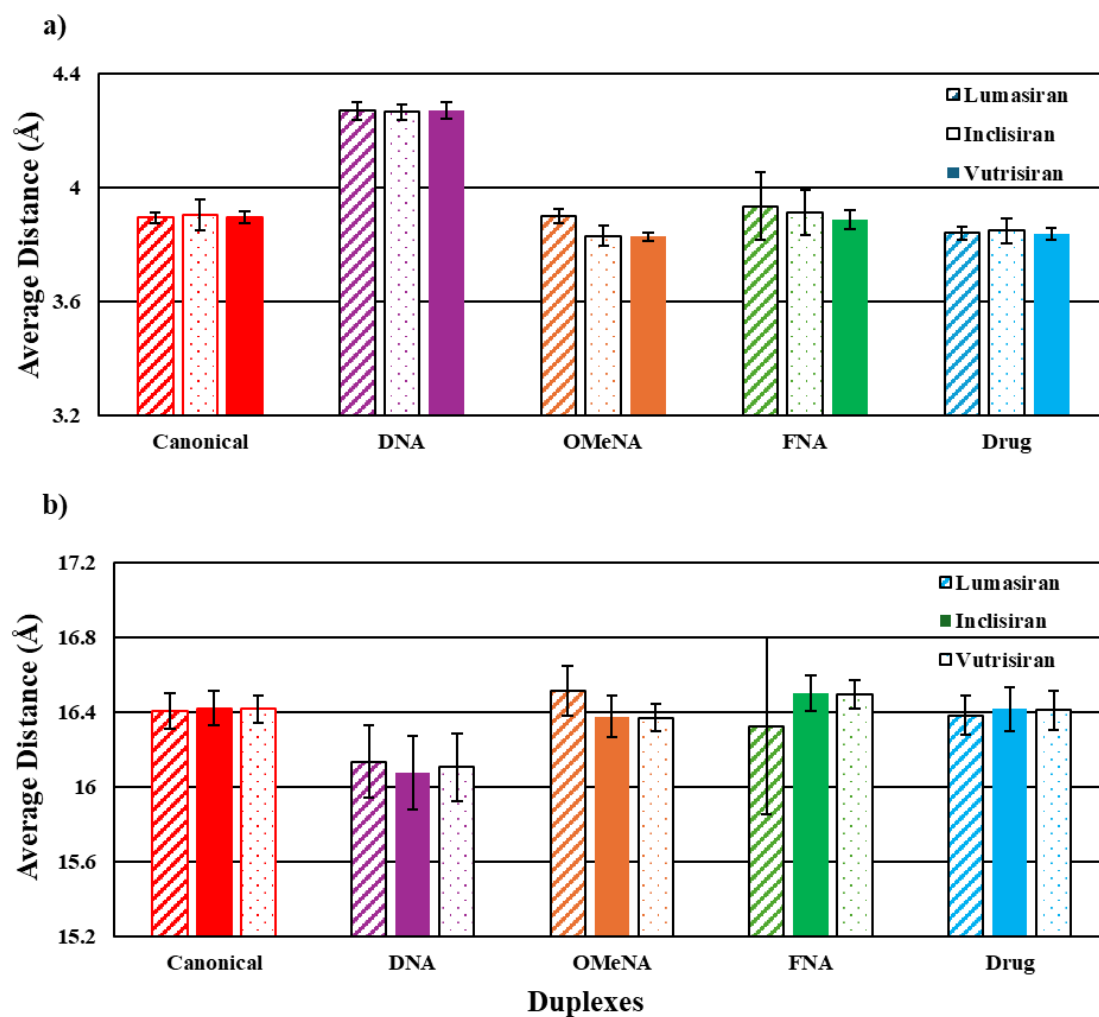 a)
Average Distance (Å)
4.4
4
3.6
3.2
Lumasiran
Inclisiran
Vutrisiran
Canonical DNA OMeNA FNA Drug
b)
Average Distance (Å)
17.2
16.8
16.4
16
15.6
15.2
Lumasiran
Inclisiran
Vutrisiran
Canonical DNA OMeNA FNA Drug
Duplexes